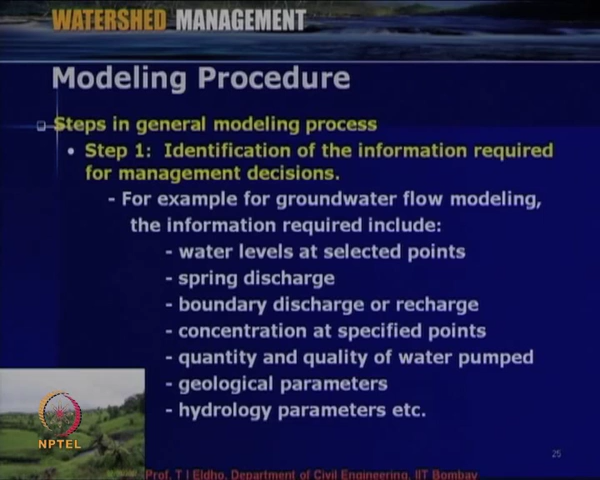 WATERSHED MANAGEMENT
Modeling Procedure
Steps in general modeling process
• Step 1: Identification of the information required
for management decisions.
- For example for groundwater flow modeling,
the information required include:
- water levels at selected points
- spring discharge
- boundary discharge or recharge
- concentration at specified points
- quantity and quality of water pumped
- geological parameters
- hydrology parameters etc.
NPTEL
25
Prof. T I Eldho, Department of Civil Engineering, IIT Bombay